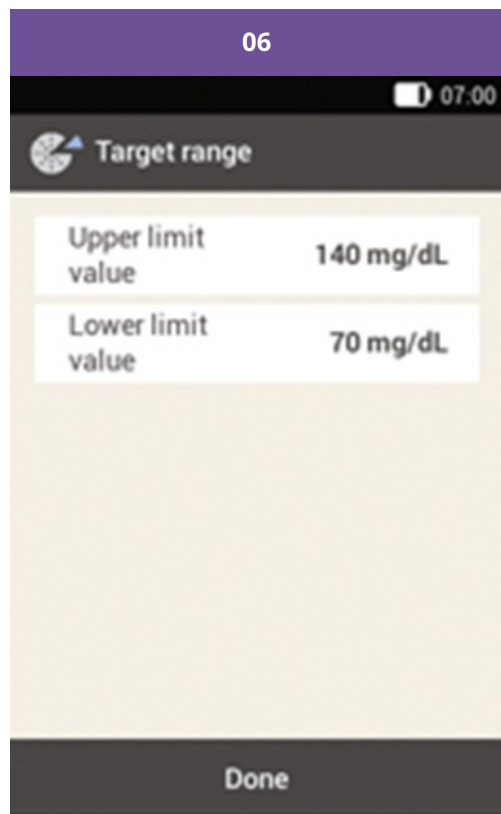 06
07:00
Target range
Upper limit
value
140 mg/dL
Lower limit
value
70 mg/dL
Done